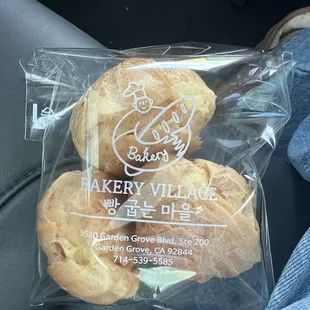 Bakery
BAKERY VILLAGE
빵 굽는 마을
9580 Garden Grove Blvd. Ste 200,
Garden Grove, CA 92844
714-539-5585